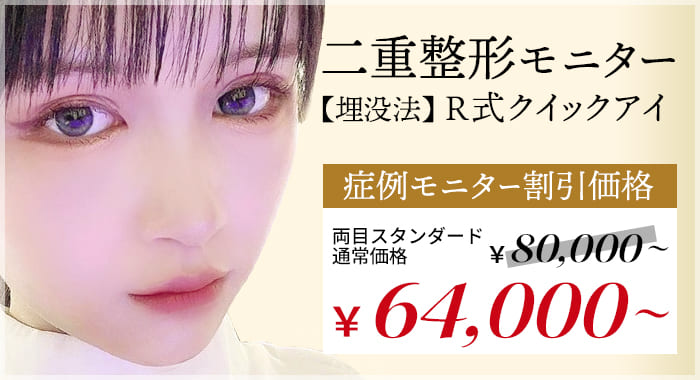 二重整形モニター
【埋没法】R式クイックアイ
症例モニター割引価格
両目スタンダード
通常価格
¥80,000~
¥64,000~